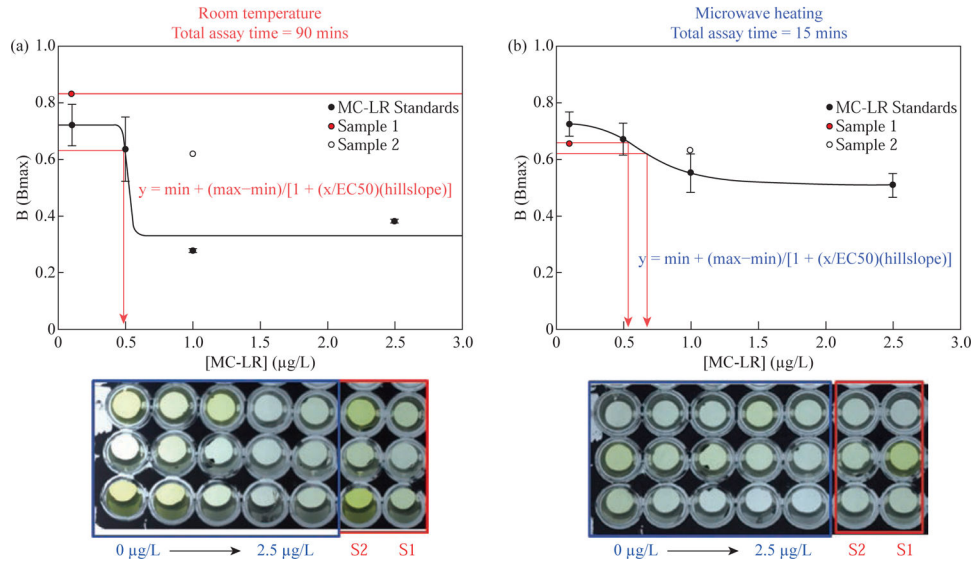 Room temperature
Total assay time = 90 mins
(a)
B (Bmax)
1.0
0.8
0.6
0.4
0.2
0
MC-LR Standards
Sample 1
Sample 2
y = min + (max−min)/[1 + (x/EC50)(hillslope)]
0 0.5 1.0 1.5 2.0 2.5 3.0
[MC-LR] (µg/L)
0 µg/L 2.5 µg/L S2 S1
Microwave heating
Total assay time = 15 mins
(b)
B (Bmax)
1.0
0.8
0.6
0.4
0.2
0
MC-LR Standards
Sample 1
Sample 2
y = min + (max−min)/[1 + (x/EC50)(hillslope)]
0 0.5 1.0 1.5 2.0 2.5 3.0
[MC-LR] (µg/L)
0 µg/L 2.5 µg/L S2 S1